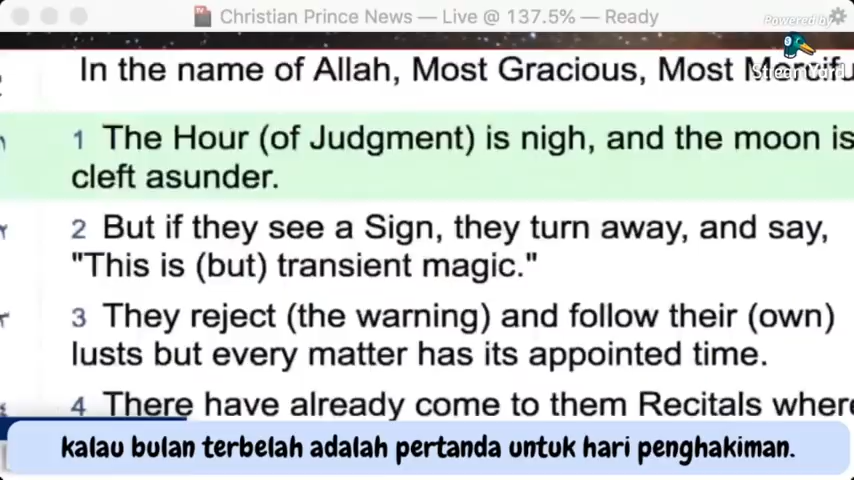 Christian Prince News — Live @ 137.5% — Ready
Powered by
StreamYard
In the name of Allah, Most Gracious, Most Mercifu
1 The Hour (of Judgment) is nigh, and the moon is
cleft asunder.
2 But if they see a Sign, they turn away, and say,
"This is (but) transient magic."
3 They reject (the warning) and follow their (own)
lusts but every matter has its appointed time.
4 There have already come to them Recitals where
kalau bulan terbelah adalah pertanda untuk hari penghakiman.